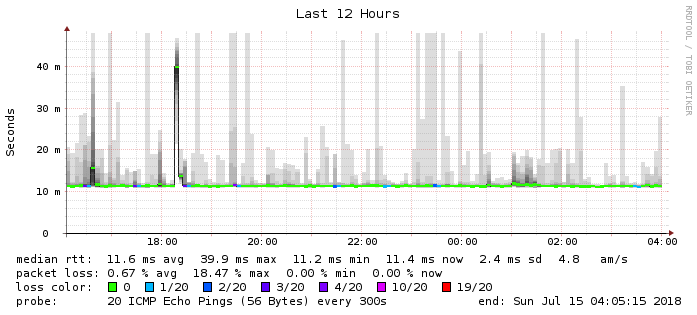 Last 12 Hours
RRDTOOL / TOBI OETIKER
Seconds
40 m
30 m
20 m
10 m
0
18:00 20:00 22:00 00:00 02:00 04:00
median rtt: 11.6 ms avg 39.9 ms max 11.2 ms min 11.4 ms now 2.4 ms sd 4.8 am/s
packet loss: 0.67 % avg 18.47 % max 0.00 % min 0.00 % now
loss color: 0 1/20 2/20 3/20 4/20 10/20 19/20
probe: 20 ICMP Echo Pings (56 Bytes) every 300s end: Sun Jul 15 04:05:15 2018